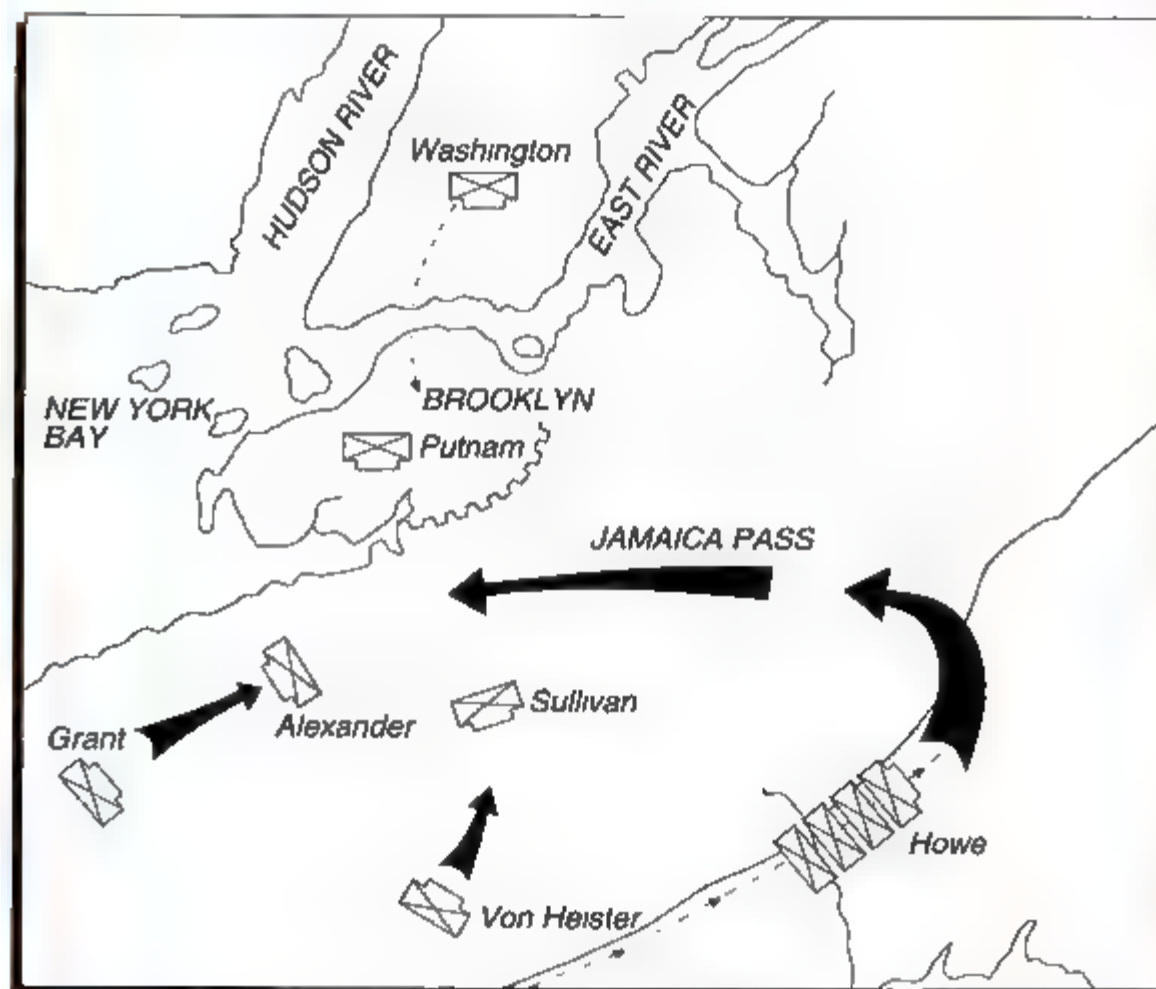 HUDSON RIVER
Washington
EAST RIVER
NEW YORK
BAY
BROOKLYN
Putnam
JAMAICA PASS
Sullivan
Alexander
Grant
Howe
Von Heister